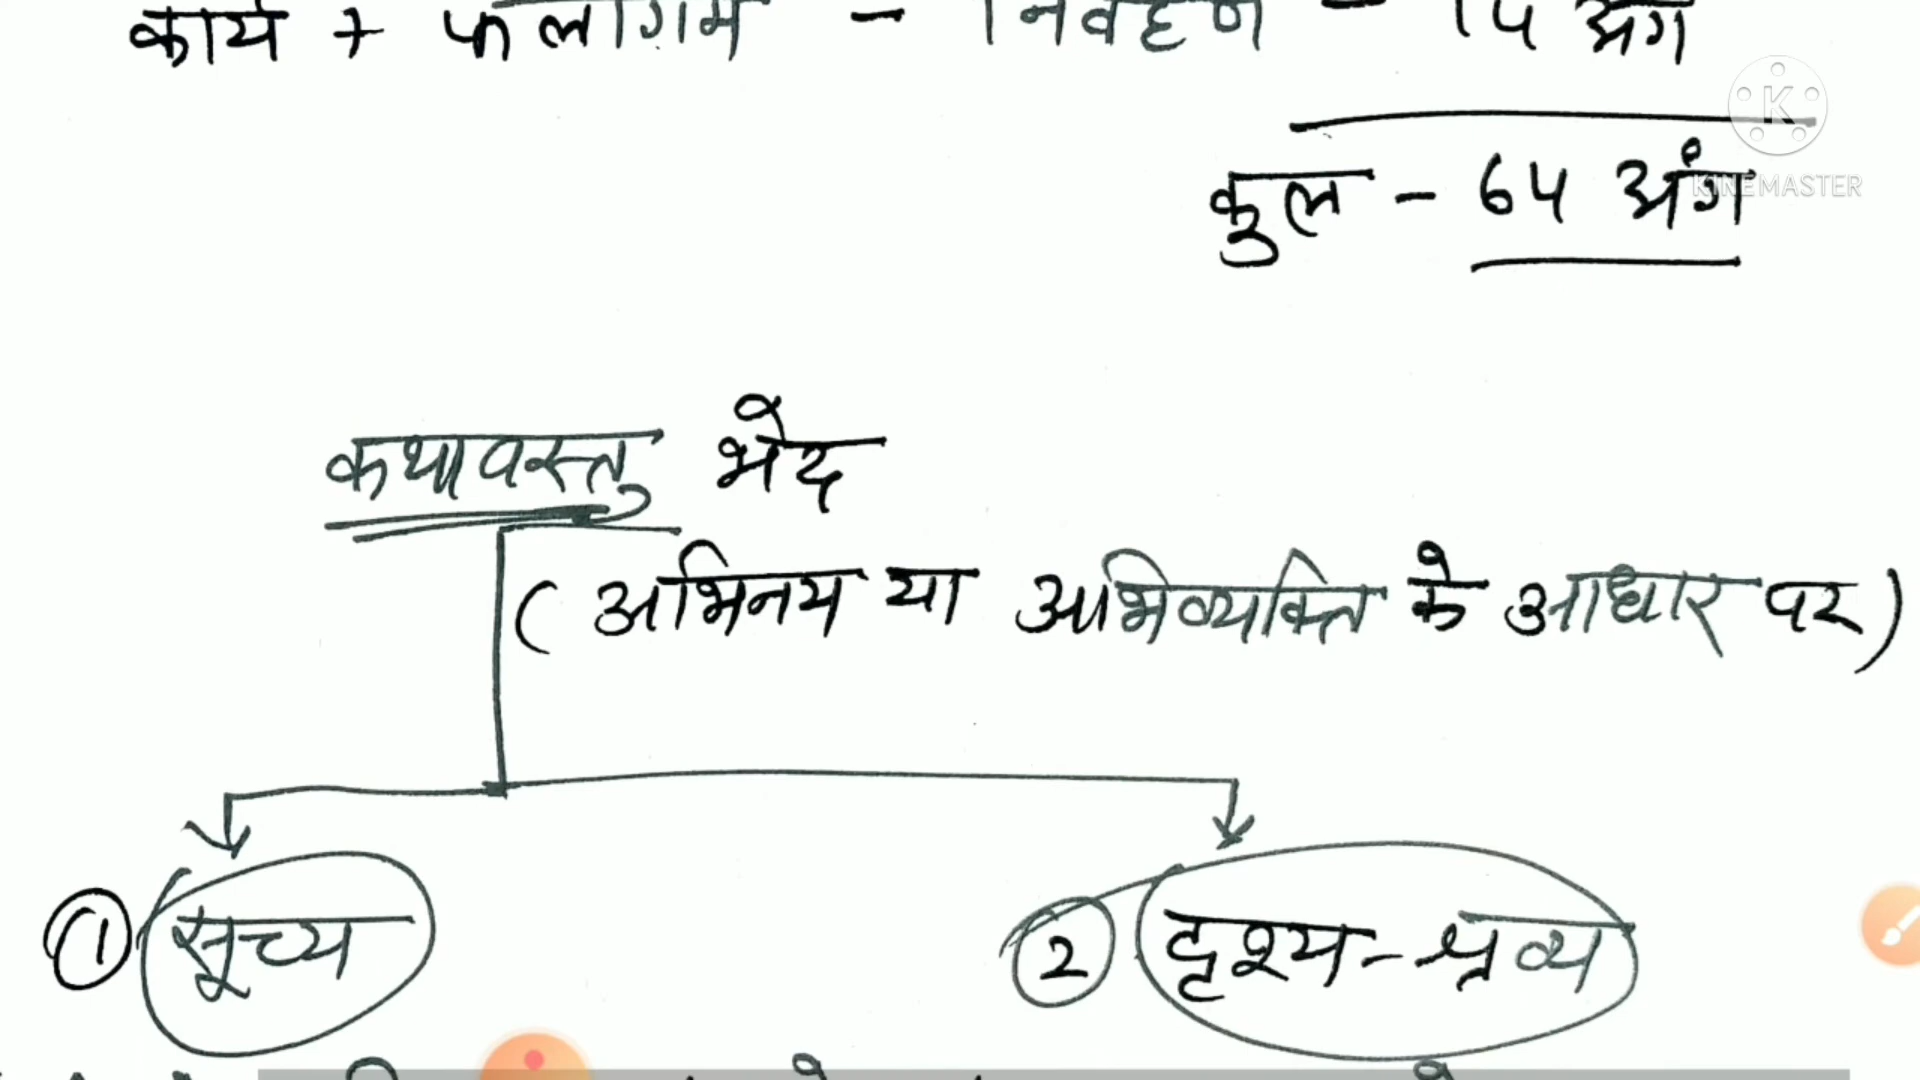 कार्य + फलागम - निर्वहण - 14 अंग
K
KINEMASTER
कुल - 64 अंग
कथावस्तु भेद
(अभिनय या अभिव्यक्ति के आधार पर)
① सूच्य ② दृश्य-श्रव्य